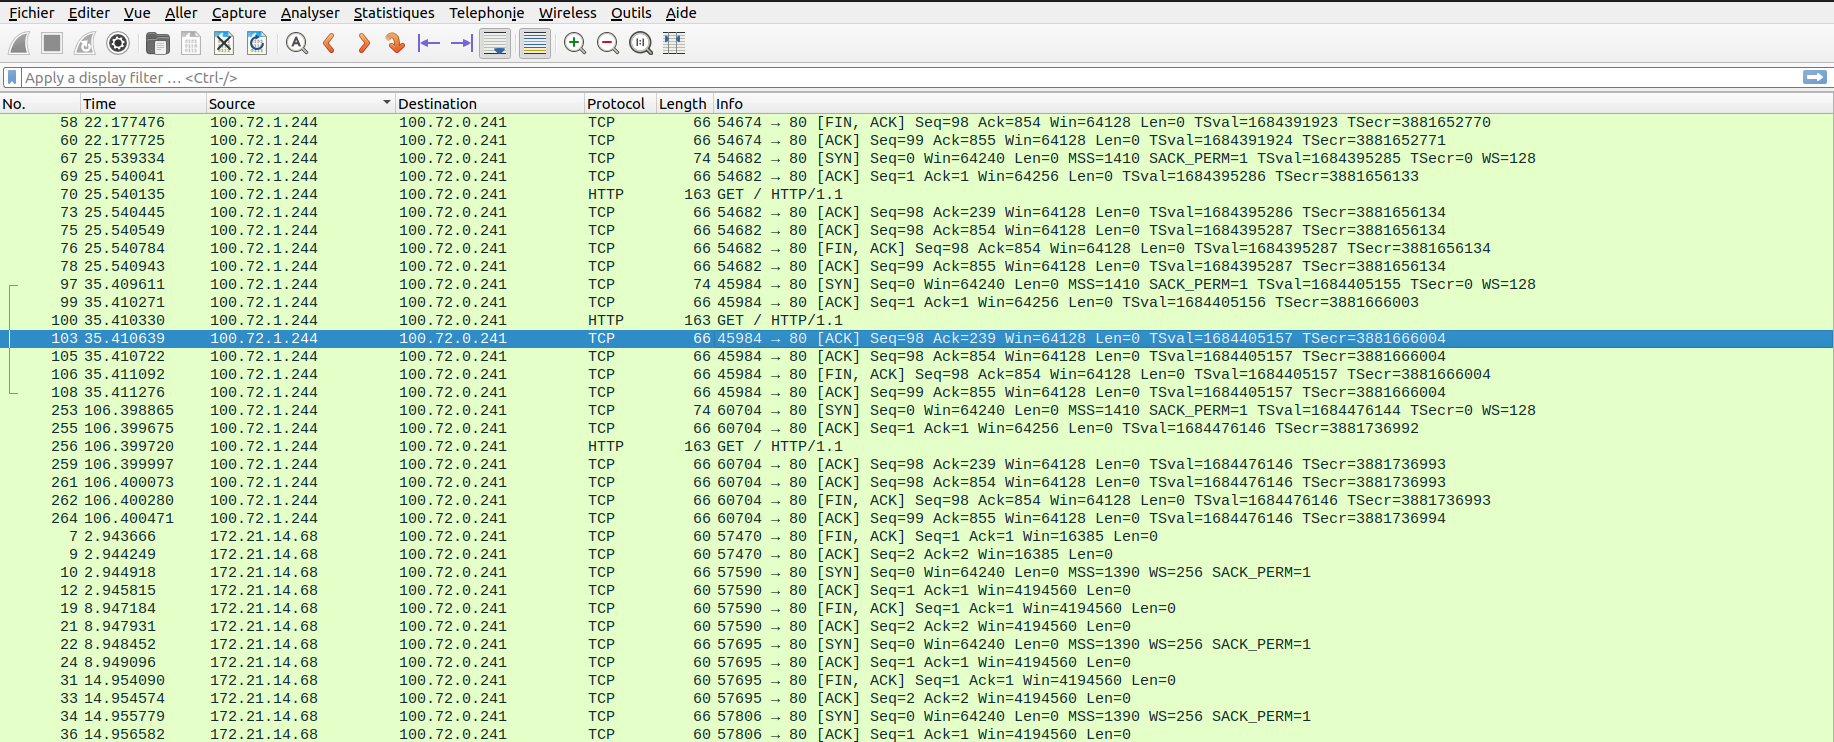 Fichier Editer Vue Aller Capture Analyser Statistiques Telephonie Wireless Outils Aide
Apply a display filter … <Ctrl-/>
No. Time Source Destination Protocol Length Info
58 22.177476 100.72.1.244 100.72.0.241 TCP 66 54674 → 80 [FIN, ACK] Seq=98 Ack=854 Win=64128 Len=0 TSval=1684391923 TSecr=3881652770
60 22.177725 100.72.1.244 100.72.0.241 TCP 66 54674 → 80 [ACK] Seq=99 Ack=855 Win=64128 Len=0 TSval=1684391924 TSecr=3881652771
67 25.539334 100.72.1.244 100.72.0.241 TCP 74 54682 → 80 [SYN] Seq=0 Win=64240 Len=0 MSS=1410 SACK_PERM=1 TSval=1684395285 TSecr=0 WS=128
69 25.540041 100.72.1.244 100.72.0.241 TCP 66 54682 → 80 [ACK] Seq=1 Ack=1 Win=64256 Len=0 TSval=1684395286 TSecr=3881656133
70 25.540135 100.72.1.244 100.72.0.241 HTTP 163 GET / HTTP/1.1
73 25.540445 100.72.1.244 100.72.0.241 TCP 66 54682 → 80 [ACK] Seq=98 Ack=239 Win=64128 Len=0 TSval=1684395286 TSecr=3881656134
75 25.540549 100.72.1.244 100.72.0.241 TCP 66 54682 → 80 [ACK] Seq=98 Ack=854 Win=64128 Len=0 TSval=1684395287 TSecr=3881656134
76 25.540784 100.72.1.244 100.72.0.241 TCP 66 54682 → 80 [FIN, ACK] Seq=98 Ack=854 Win=64128 Len=0 TSval=1684395287 TSecr=3881656134
78 25.540943 100.72.1.244 100.72.0.241 TCP 66 54682 → 80 [ACK] Seq=99 Ack=855 Win=64128 Len=0 TSval=1684395287 TSecr=3881656134
97 35.409611 100.72.1.244 100.72.0.241 TCP 74 45984 → 80 [SYN] Seq=0 Win=64240 Len=0 MSS=1410 SACK_PERM=1 TSval=1684405155 TSecr=0 WS=128
99 35.410271 100.72.1.244 100.72.0.241 TCP 66 45984 → 80 [ACK] Seq=1 Ack=1 Win=64256 Len=0 TSval=1684405156 TSecr=3881666003
100 35.410330 100.72.1.244 100.72.0.241 HTTP 163 GET / HTTP/1.1
103 35.410639 100.72.1.244 100.72.0.241 TCP 66 45984 → 80 [ACK] Seq=98 Ack=239 Win=64128 Len=0 TSval=1684405157 TSecr=3881666004
105 35.410722 100.72.1.244 100.72.0.241 TCP 66 45984 → 80 [ACK] Seq=98 Ack=854 Win=64128 Len=0 TSval=1684405157 TSecr=3881666004
106 35.411092 100.72.1.244 100.72.0.241 TCP 66 45984 → 80 [FIN, ACK] Seq=98 Ack=854 Win=64128 Len=0 TSval=1684405157 TSecr=3881666004
108 35.411276 100.72.1.244 100.72.0.241 TCP 66 45984 → 80 [ACK] Seq=99 Ack=855 Win=64128 Len=0 TSval=1684405157 TSecr=3881666004
253 106.398865 100.72.1.244 100.72.0.241 TCP 74 60704 → 80 [SYN] Seq=0 Win=64240 Len=0 MSS=1410 SACK_PERM=1 TSval=1684476144 TSecr=0 WS=128
255 106.399675 100.72.1.244 100.72.0.241 TCP 66 60704 → 80 [ACK] Seq=1 Ack=1 Win=64256 Len=0 TSval=1684476146 TSecr=3881736992
256 106.399720 100.72.1.244 100.72.0.241 HTTP 163 GET / HTTP/1.1
259 106.399997 100.72.1.244 100.72.0.241 TCP 66 60704 → 80 [ACK] Seq=98 Ack=239 Win=64128 Len=0 TSval=1684476146 TSecr=3881736993
261 106.400073 100.72.1.244 100.72.0.241 TCP 66 60704 → 80 [ACK] Seq=98 Ack=854 Win=64128 Len=0 TSval=1684476146 TSecr=3881736993
262 106.400280 100.72.1.244 100.72.0.241 TCP 66 60704 → 80 [FIN, ACK] Seq=98 Ack=854 Win=64128 Len=0 TSval=1684476146 TSecr=3881736993
264 106.400471 100.72.1.244 100.72.0.241 TCP 66 60704 → 80 [ACK] Seq=99 Ack=855 Win=64128 Len=0 TSval=1684476146 TSecr=3881736994
7 2.943666 172.21.14.68 100.72.0.241 TCP 60 57470 → 80 [FIN, ACK] Seq=1 Ack=1 Win=16385 Len=0
9 2.944249 172.21.14.68 100.72.0.241 TCP 60 57470 → 80 [ACK] Seq=2 Ack=2 Win=16385 Len=0
10 2.944918 172.21.14.68 100.72.0.241 TCP 66 57590 → 80 [SYN] Seq=0 Win=64240 Len=0 MSS=1390 WS=256 SACK_PERM=1
12 2.945815 172.21.14.68 100.72.0.241 TCP 60 57590 → 80 [ACK] Seq=1 Ack=1 Win=4194560 Len=0
19 8.947184 172.21.14.68 100.72.0.241 TCP 60 57590 → 80 [FIN, ACK] Seq=1 Ack=1 Win=4194560 Len=0
21 8.947931 172.21.14.68 100.72.0.241 TCP 60 57590 → 80 [ACK] Seq=2 Ack=2 Win=4194560 Len=0
22 8.948452 172.21.14.68 100.72.0.241 TCP 66 57695 → 80 [SYN] Seq=0 Win=64240 Len=0 MSS=1390 WS=256 SACK_PERM=1
24 8.949096 172.21.14.68 100.72.0.241 TCP 60 57695 → 80 [ACK] Seq=1 Ack=1 Win=4194560 Len=0
31 14.954090 172.21.14.68 100.72.0.241 TCP 60 57695 → 80 [FIN, ACK] Seq=1 Ack=1 Win=4194560 Len=0
33 14.954574 172.21.14.68 100.72.0.241 TCP 60 57695 → 80 [ACK] Seq=2 Ack=2 Win=4194560 Len=0
34 14.955779 172.21.14.68 100.72.0.241 TCP 66 57806 → 80 [SYN] Seq=0 Win=64240 Len=0 MSS=1390 WS=256 SACK_PERM=1
36 14.956582 172.21.14.68 100.72.0.241 TCP 60 57806 → 80 [ACK] Seq=1 Ack=1 Win=4194560 Len=0